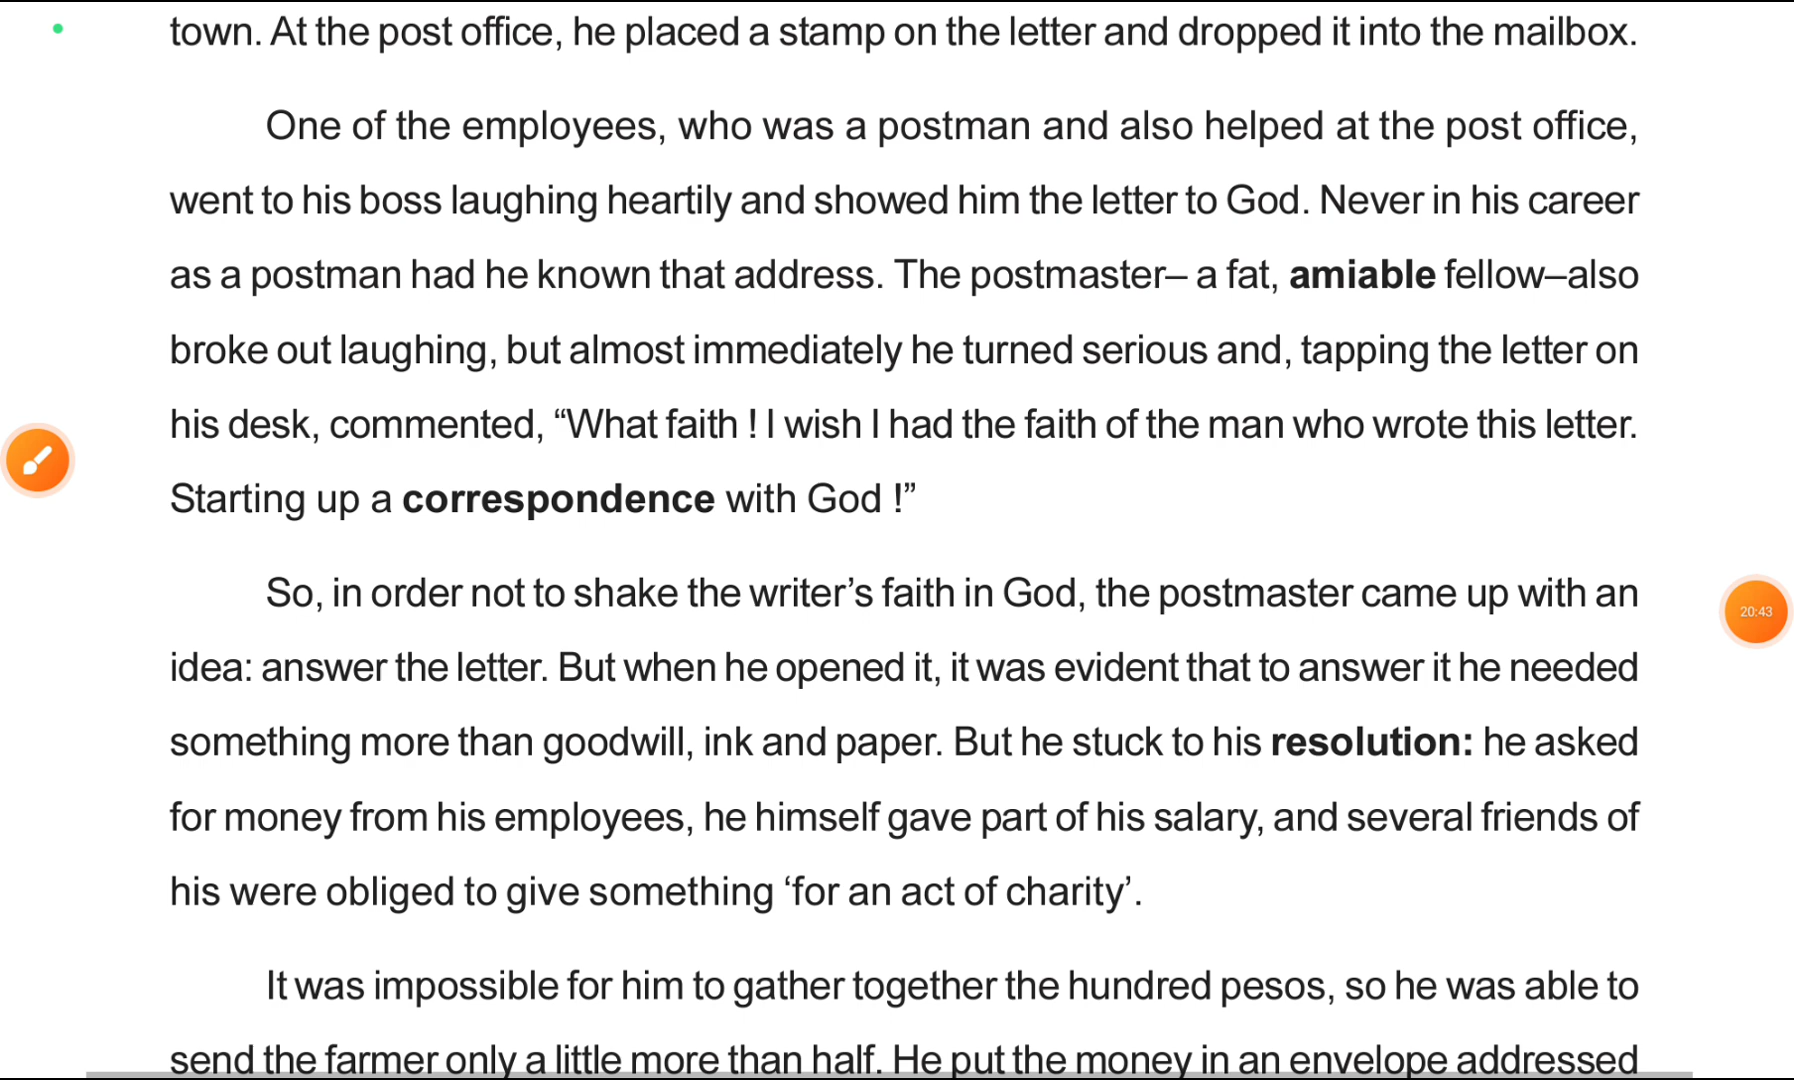 town. At the post office, he placed a stamp on the letter and dropped it into the mailbox.
One of the employees, who was a postman and also helped at the post office,
went to his boss laughing heartily and showed him the letter to God. Never in his career
as a postman had he known that address. The postmaster– a fat, amiable fellow–also
broke out laughing, but almost immediately he turned serious and, tapping the letter on
his desk, commented, “What faith ! I wish I had the faith of the man who wrote this letter.
Starting up a correspondence with God !”
So, in order not to shake the writer’s faith in God, the postmaster came up with an
20:43
idea: answer the letter. But when he opened it, it was evident that to answer it he needed
something more than goodwill, ink and paper. But he stuck to his resolution: he asked
for money from his employees, he himself gave part of his salary, and several friends of
his were obliged to give something ‘for an act of charity’.
It was impossible for him to gather together the hundred pesos, so he was able to
send the farmer only a little more than half. He put the money in an envelope addressed